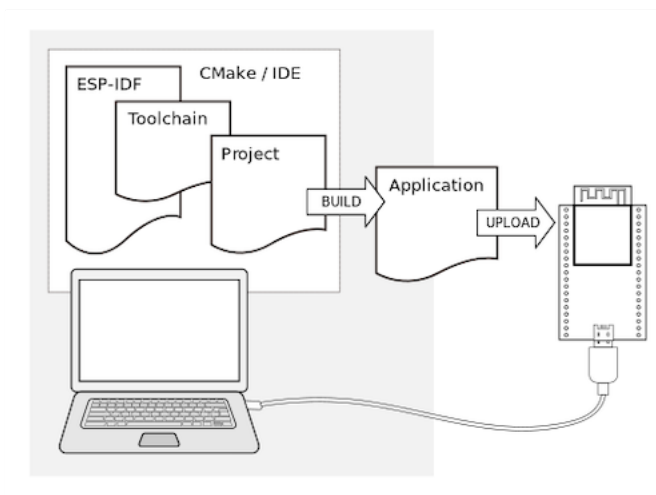 CMake / IDE
ESP-IDF
Toolchain
Project
BUILD
Application
UPLOAD